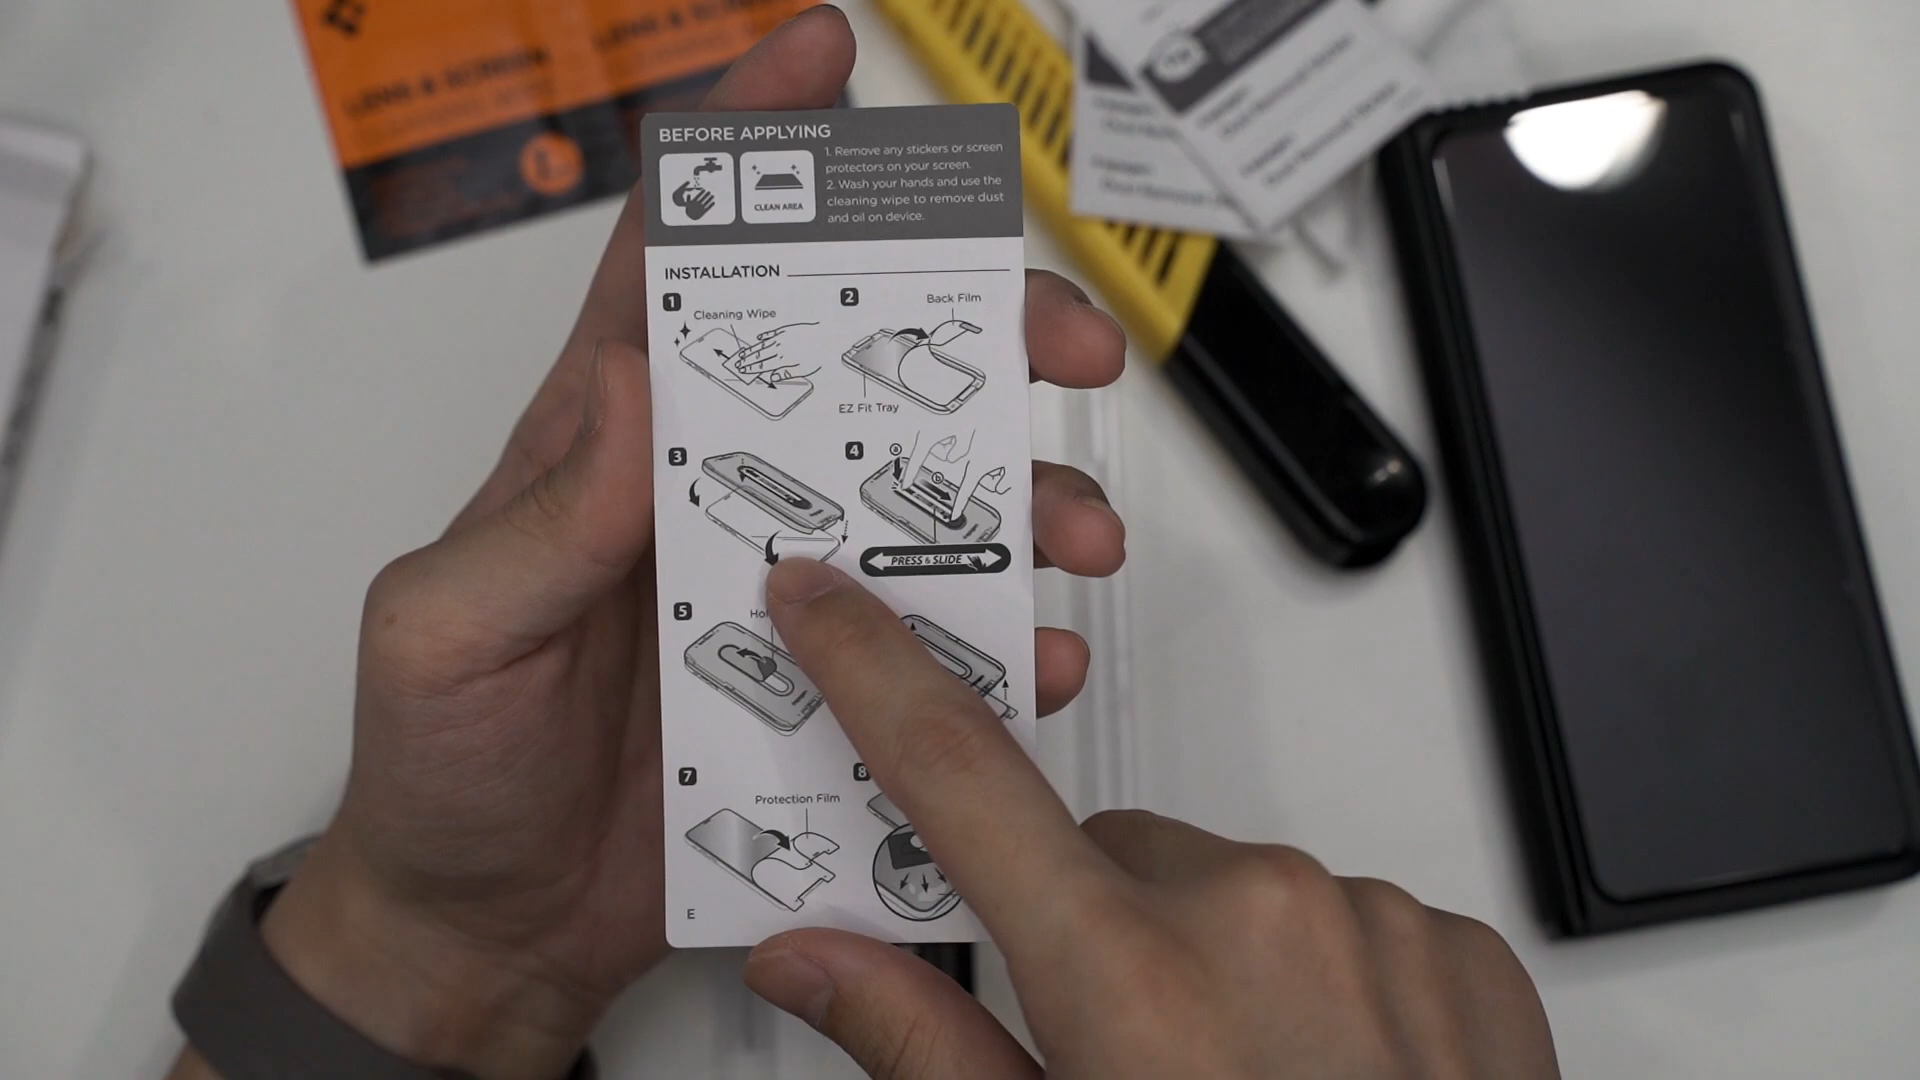 LENS & SCREEN
BEFORE APPLYING
CLEAN AREA
1. Remove any stickers or screen
protectors on your screen.
2. Wash your hands and use the
cleaning wipe to remove dust
and oil on device.
INSTALLATION
1
Cleaning Wipe
2
Back Film
EZ Fit Tray
3
4
a
b
PRESS & SLIDE
5
7
Protection Film
8
E